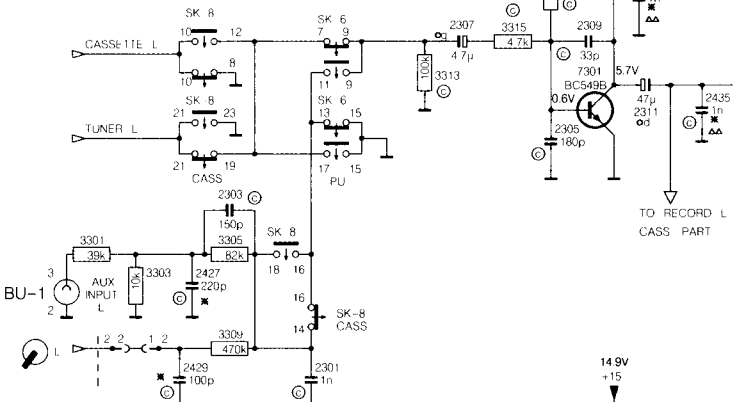 SK 8
10 12
CASSETTE L
8
10
SK 6
7 9
11 9
SK 6
13 15
17 15
PU
SK-8
21 23
TUNER L
21 19
CASS
2307
4.7µ
100k
3313
C
C
3315
4.7k
C
C
2309
33p
7301
BC549B
5.7V
0.6V
2305
180p
C
47µ
2311
d
2435
1n
C
TO RECORD L
CASS PART
2303
C
150p
3305
82k
SK 8
18 16
3301
39k
3
BU-1
2
AUX
INPUT
L
10k
3303
2427
220p
C
16
SK-8
CASS
14
L
2 2 1 2
3309
470k
2429
100p
C
2301
1n
C
14.9V
+15